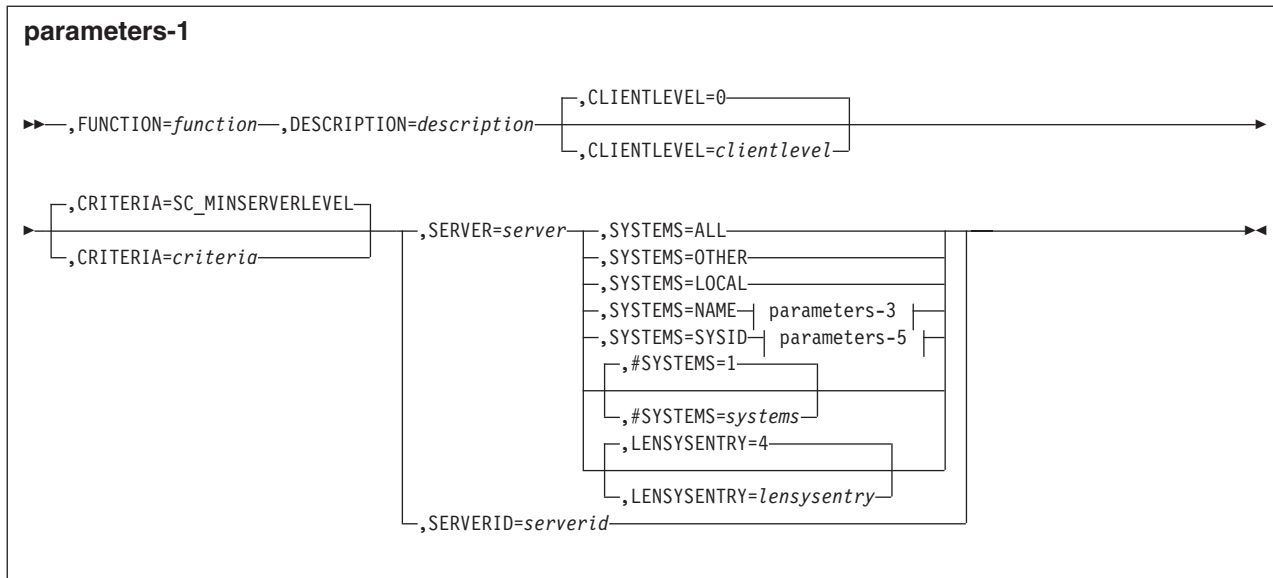 parameters-1
,CLIENTLEVEL=0
,FUNCTION=function ,DESCRIPTION=description
,CLIENTLEVEL=clientlevel
,CRITERIA=SC_MINSERVERLEVEL
,CRITERIA=criteria
,SERVER=server ,SYSTEMS=ALL
,SYSTEMS=OTHER
,SYSTEMS=LOCAL
,SYSTEMS=NAME parameters-3
,SYSTEMS=SYSID parameters-5
,#SYSTEMS=1
,#SYSTEMS=systems
,LENSYSENTRY=4
,LENSYSENTRY=lensysentry
,SERVERID=serverid